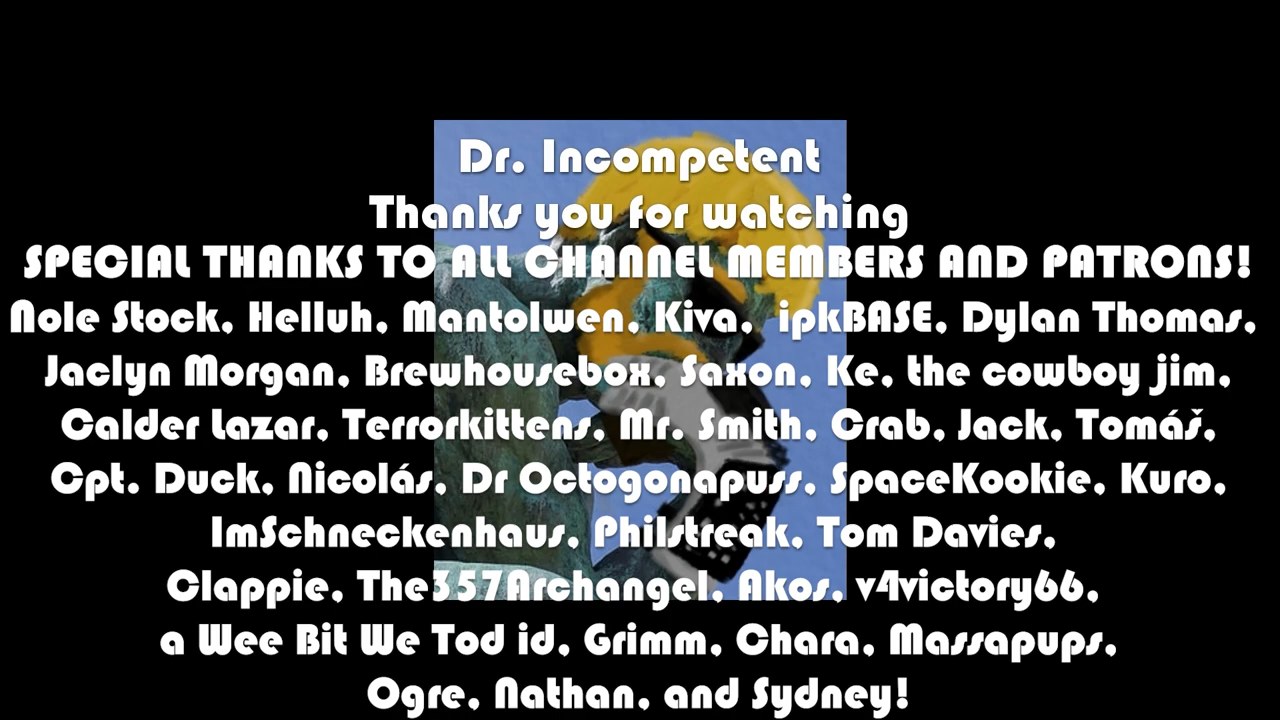 Dr. Incompetent
Thanks you for watching
SPECIAL THANKS TO ALL CHANNEL MEMBERS AND PATRONS!
Nole Stock, Helluh, Mantolwen, Kiva, ipkBASE, Dylan Thomas,
Jaclyn Morgan, Brewhousebox, Saxon, Ke, the cowboy jim,
Calder Lazar, Terrorkittens, Mr. Smith, Crab, Jack, Tomáš,
Cpt. Duck, Nicolás, Dr Octogonapuss, SpaceKookie, Kuro,
ImSchneckenhaus, Philstreak, Tom Davies,
Clappie, The357Archangel, Akos, v4victory66,
a Wee Bit We Tod id, Grimm, Chara, Massapups,
Ogre, Nathan, and Sydney!